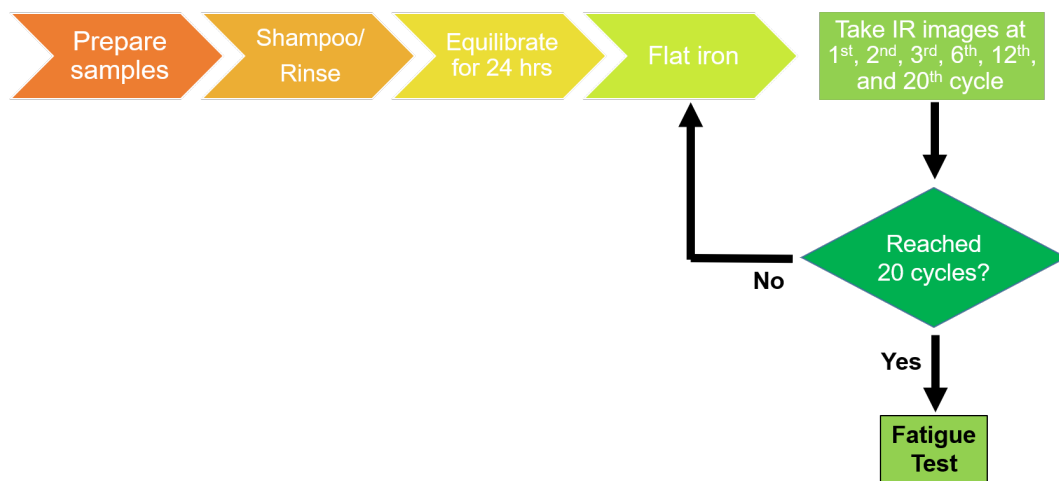 Prepare
samples
Shampoo/
Rinse
Equilibrate
for 24 hrs
Flat iron
Take IR images at
1st, 2nd, 3rd, 6th, 12th,
and 20th cycle
Reached
20 cycles?
No
Yes
Fatigue
Test